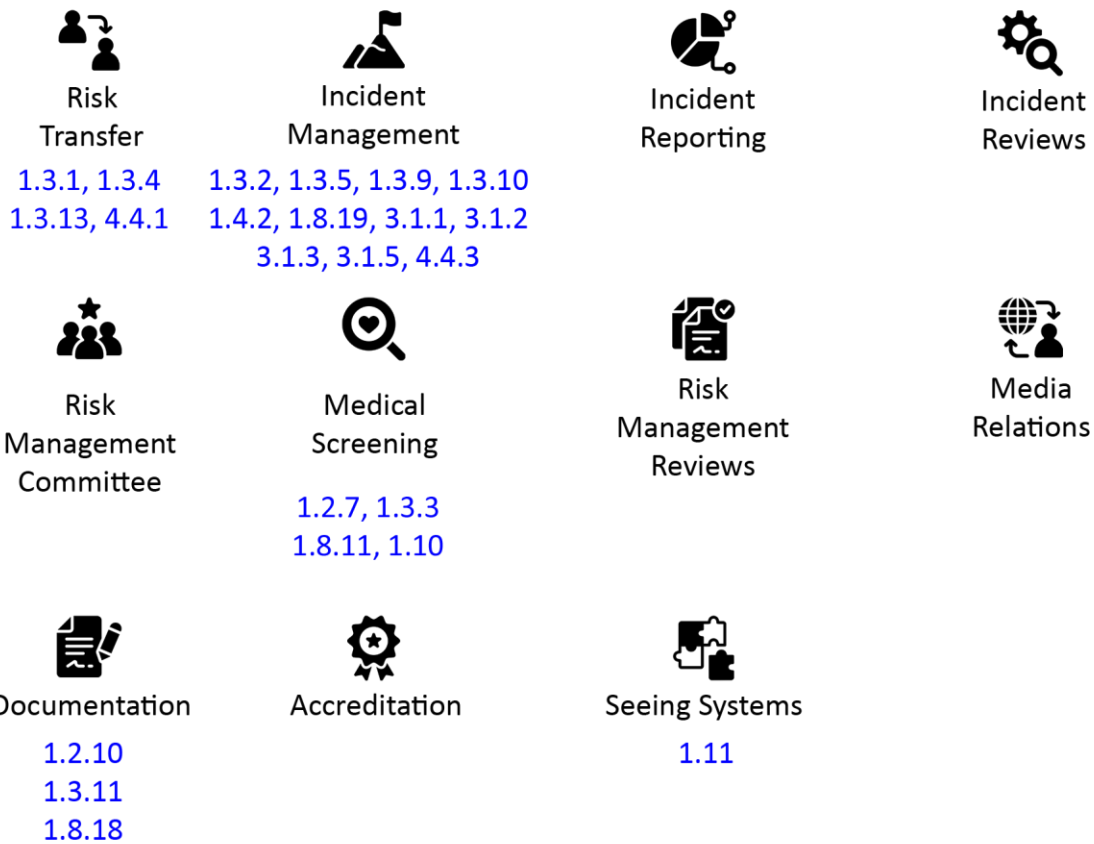 Risk
Transfer
1.3.1, 1.3.4
1.3.13, 4.4.1
Incident
Management
1.3.2, 1.3.5, 1.3.9, 1.3.10
1.4.2, 1.8.19, 3.1.1, 3.1.2
3.1.3, 3.1.5, 4.4.3
Incident
Reporting
Incident
Reviews
Risk
Management
Committee
Medical
Screening
1.2.7, 1.3.3
1.8.11, 1.10
Risk
Management
Reviews
Media
Relations
Documentation
1.2.10
1.3.11
1.8.18
Accreditation
Seeing Systems
1.11